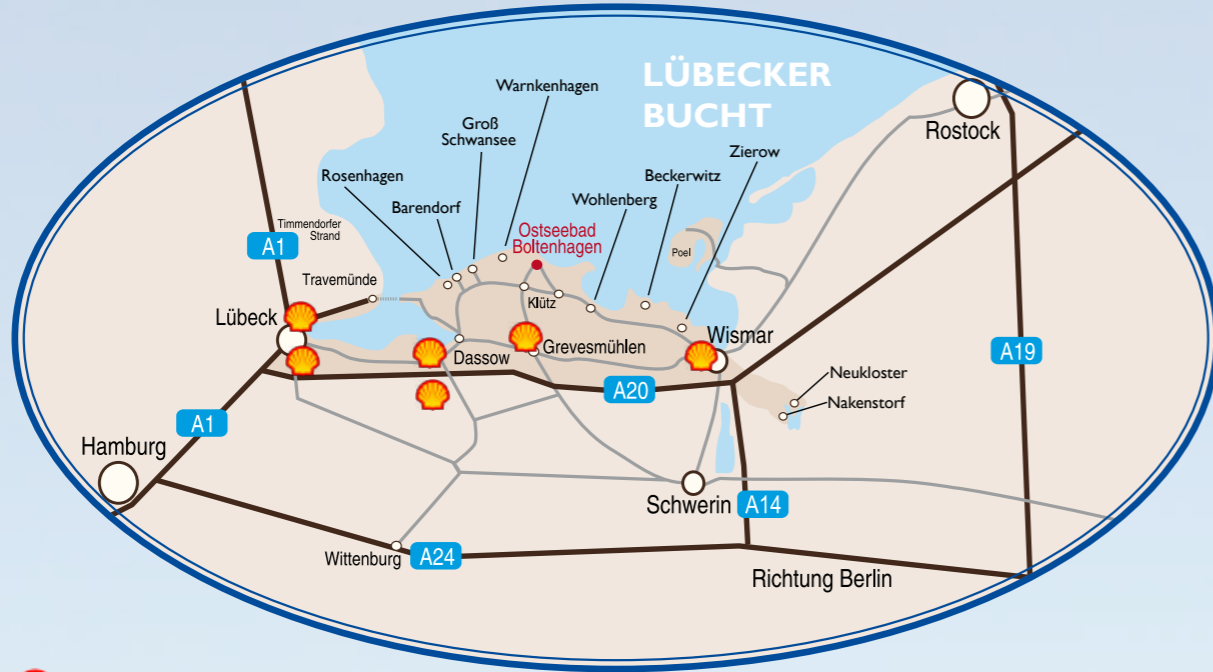 LÜBECKER
BUCHT
Warnkenhagen
Groß
Schwansee
Rosenhagen
Barendorf
Rostock
Zierow
Beckerwitz
Wohlenberg
Ostseebad
Boltenhagen
Timmendorfer
Strand
A1
Poel
Travemünde
Klütz
Lübeck
Wismar
Dassow
Grevesmühlen
A19
A20
Neukloster
Nakenstorf
A1
Hamburg
Schwerin
A14
Wittenburg
A24
Richtung Berlin